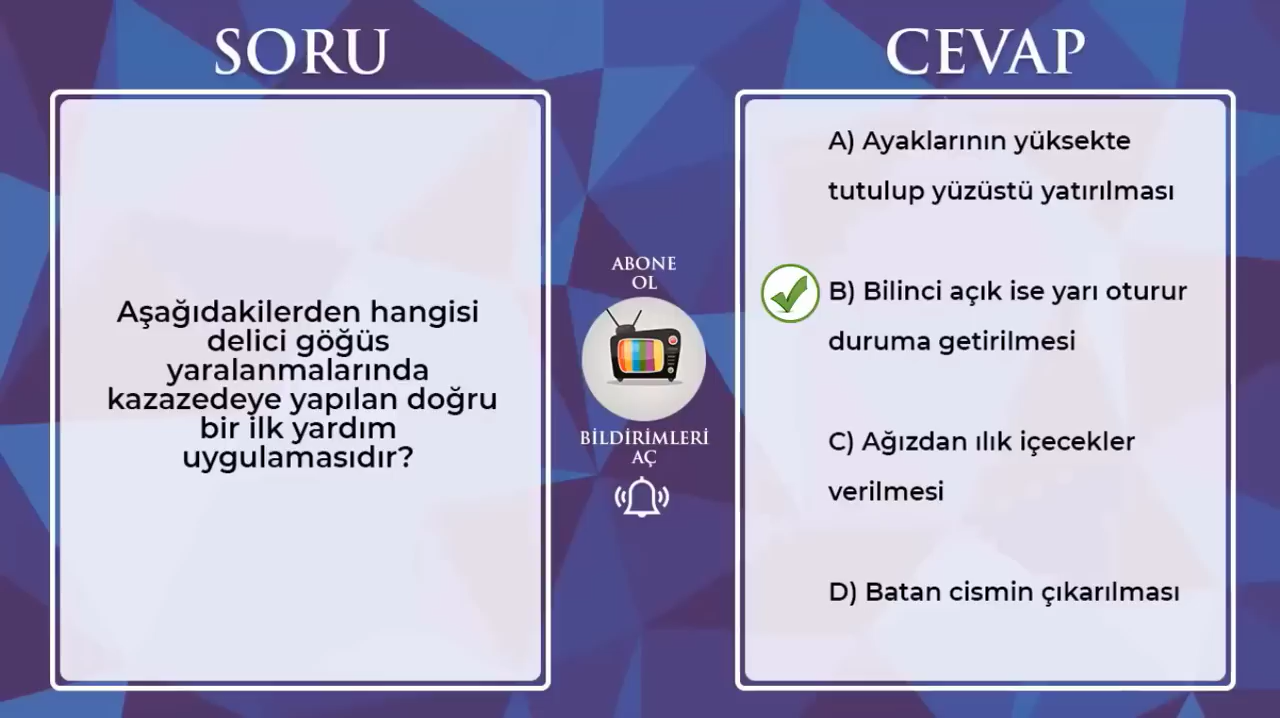 SORU
Aşağıdakilerden hangisi
delici göğüs
yaralanmalarında
kazazedeye yapılan doğru
bir ilk yardım
uygulamasıdır?
ABONE
OL
BİLDİRİMLERİ
AÇ
CEVAP
A) Ayaklarının yüksekte
tutulup yüzüstü yatırılması
B) Bilinci açık ise yarı oturur
duruma getirilmesi
C) Ağızdan ılık içecekler
verilmesi
D) Batan cismin çıkarılması